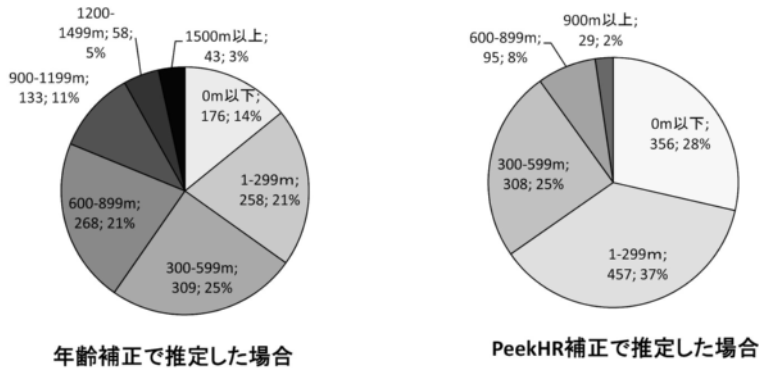 1200-
1499m; 58;
5%
1500m以上;
43; 3%
900-1199m;
133; 11%
0m以下;
176; 14%
1-299m;
258; 21%
600-899m;
268; 21%
300-599m;
309; 25%
年齢補正で推定した場合
900m以上;
29; 2%
600-899m;
95; 8%
0m以下;
356; 28%
300-599m;
308; 25%
1-299m;
457; 37%
PeekHR補正で推定した場合